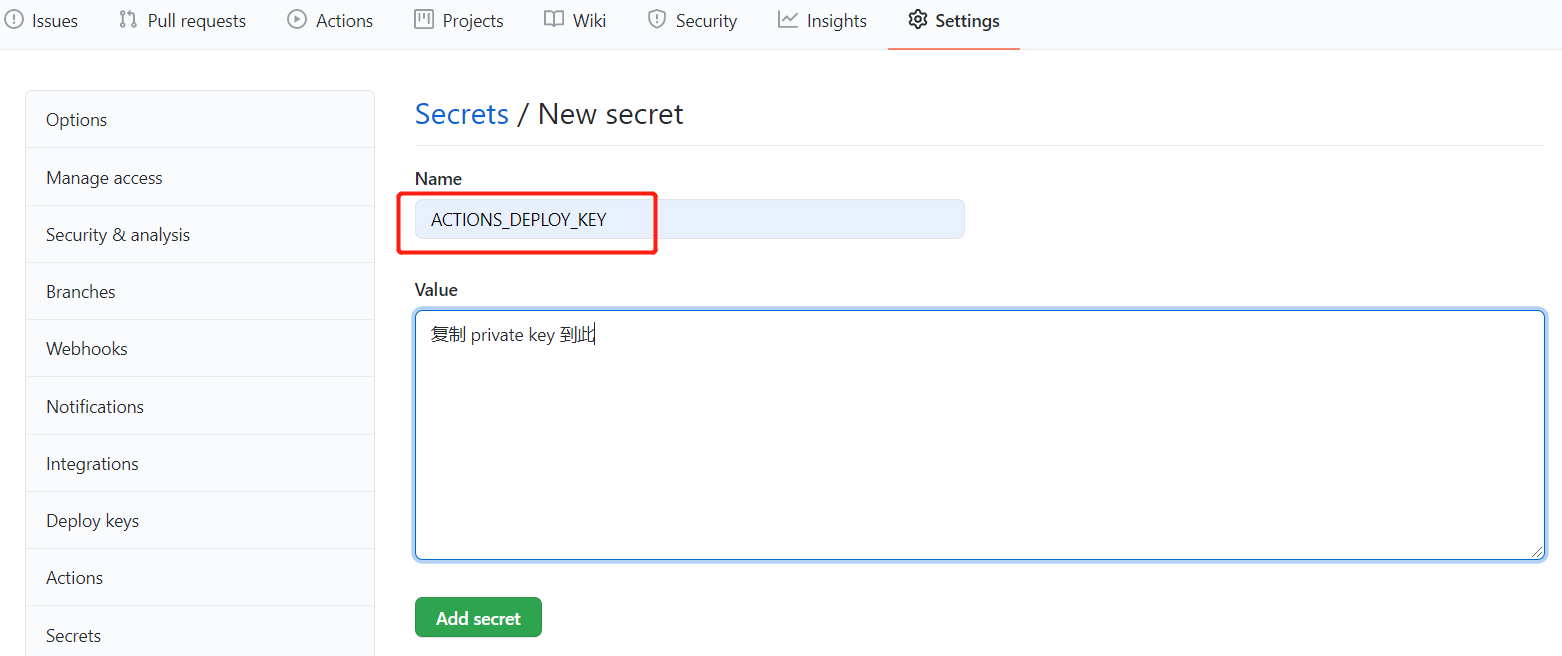 Issues Pull requests Actions Projects Wiki Security Insights Settings
Options
Manage access
Security & analysis
Branches
Webhooks
Notifications
Integrations
Deploy keys
Actions
Secrets
Secrets / New secret
Name
ACTIONS_DEPLOY_KEY
Value
复制 private key 到此
Add secret